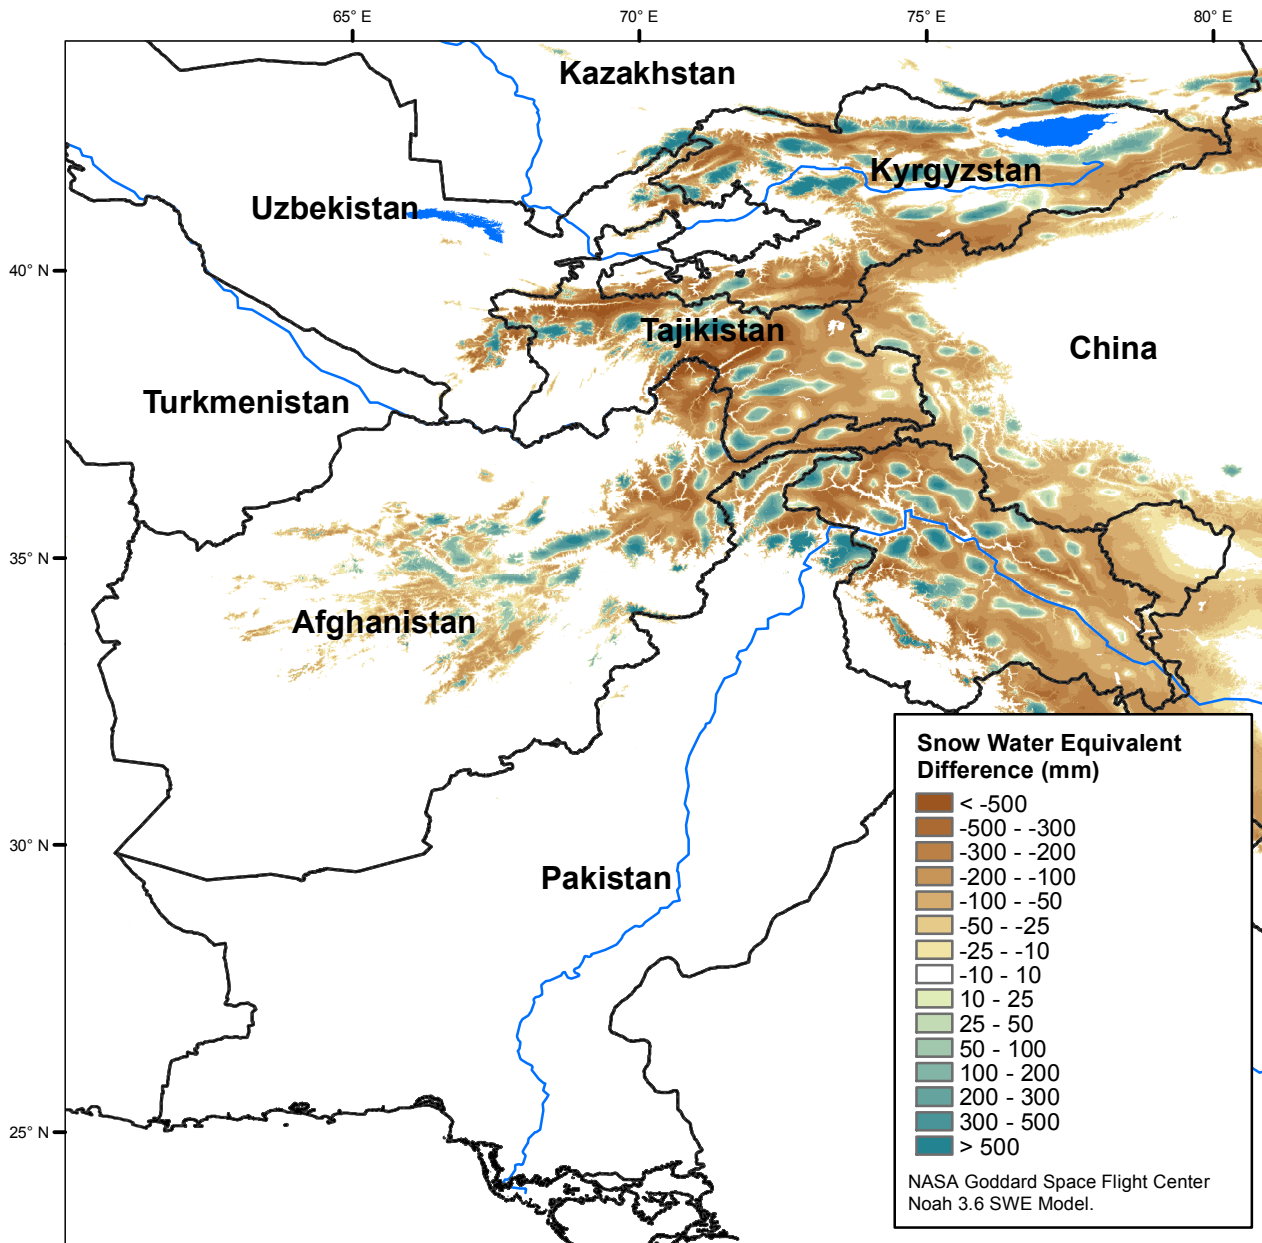 65° E
70° E
75° E
80° E
Kazakhstan
Kyrgyzstan
Uzbekistan
40° N
Tajikistan
China
Turkmenistan
35° N
Afghanistan
Snow Water Equivalent
Difference (mm)
< -500
-500 - -300
-300 - -200
-200 - -100
-100 - -50
-50 - -25
-25 - -10
-10 - 10
10 - 25
25 - 50
50 - 100
100 - 200
200 - 300
300 - 500
> 500
NASA Goddard Space Flight Center
Noah 3.6 SWE Model.
30° N
Pakistan
25° N